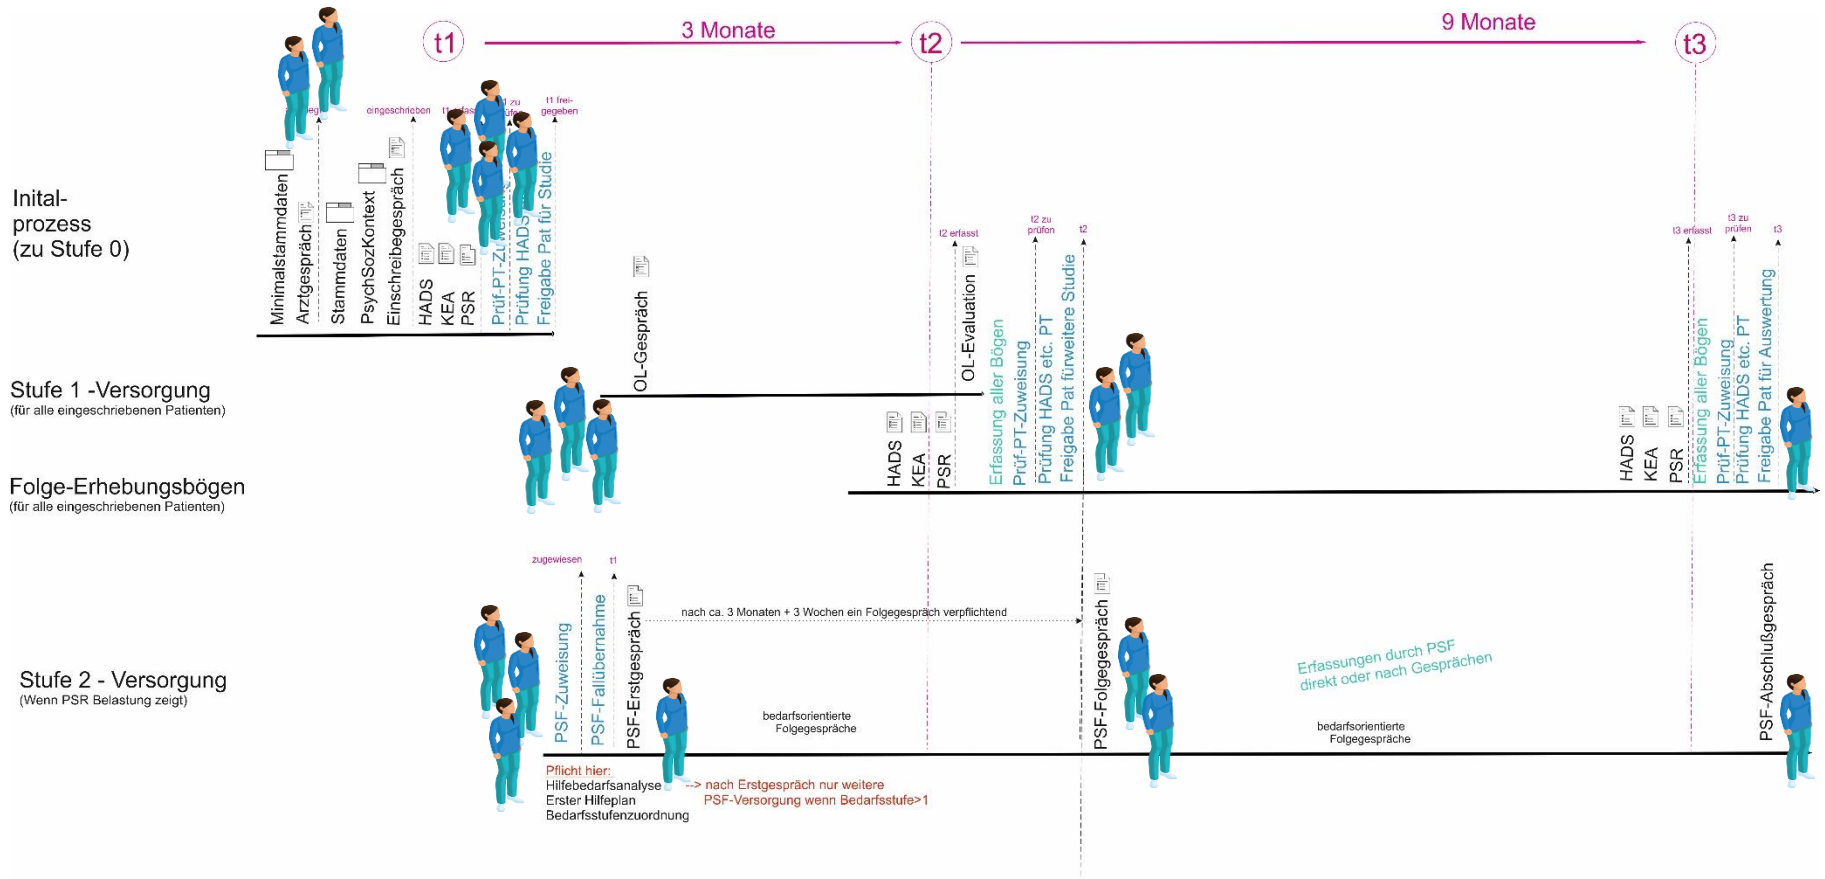 t1
3 Monate
t2
9 Monate
t3
eingeschrieben
t1 frei-
gegeben
Inital-
prozess
(zu Stufe 0)
Minimalstammdaten
Arztgespräch
Stammdaten
PsychSozKontext
Einschreibegespräch
HADS
KEA
PSR
Prüfung HADS
Freigabe Pat für Studie
OL-Gespräch
t2 erfasst
t2 zu
prüfen
t2
OL-Evaluation
t3 erfasst
t3 zu
prüfen
t3
Stufe 1 -Versorgung
(für alle eingeschriebenen Patienten)
Folge-Erhebungsbögen
(für alle eingeschriebenen Patienten)
HADS
KEA
PSR
Erfassung aller Bögen
Prüf-PT-Zuweisung
Prüfung HADS etc. PT
Freigabe Pat fürweitere Studie
HADS
KEA
PSR
Erfassung aller Bögen
Prüf-PT-Zuweisung
Prüfung HADS etc. PT
Freigabe Pat für Auswertung
zugewiesen
t1
Stufe 2 - Versorgung
(Wenn PSR Belastung zeigt)
PSF-Zuweisung
PSF-Fallübernahme
PSF-Erstgespräch
nach ca. 3 Monaten + 3 Wochen ein Folgegespräch verpflichtend
bedarfsorientierte
Folgegespräche
PSF-Folgegespräch
Erfassungen durch PSF
direkt oder nach Gesprächen
bedarfsorientierte
Folgegespräche
PSF-Abschlußgespräch
Pflicht hier:
Hilfebedarfsanalyse
Erster Hilfeplan
Bedarfsstufenzuordnung
--> nach Erstgespräch nur weitere
PSF-Versorgung wenn Bedarfsstufe>1